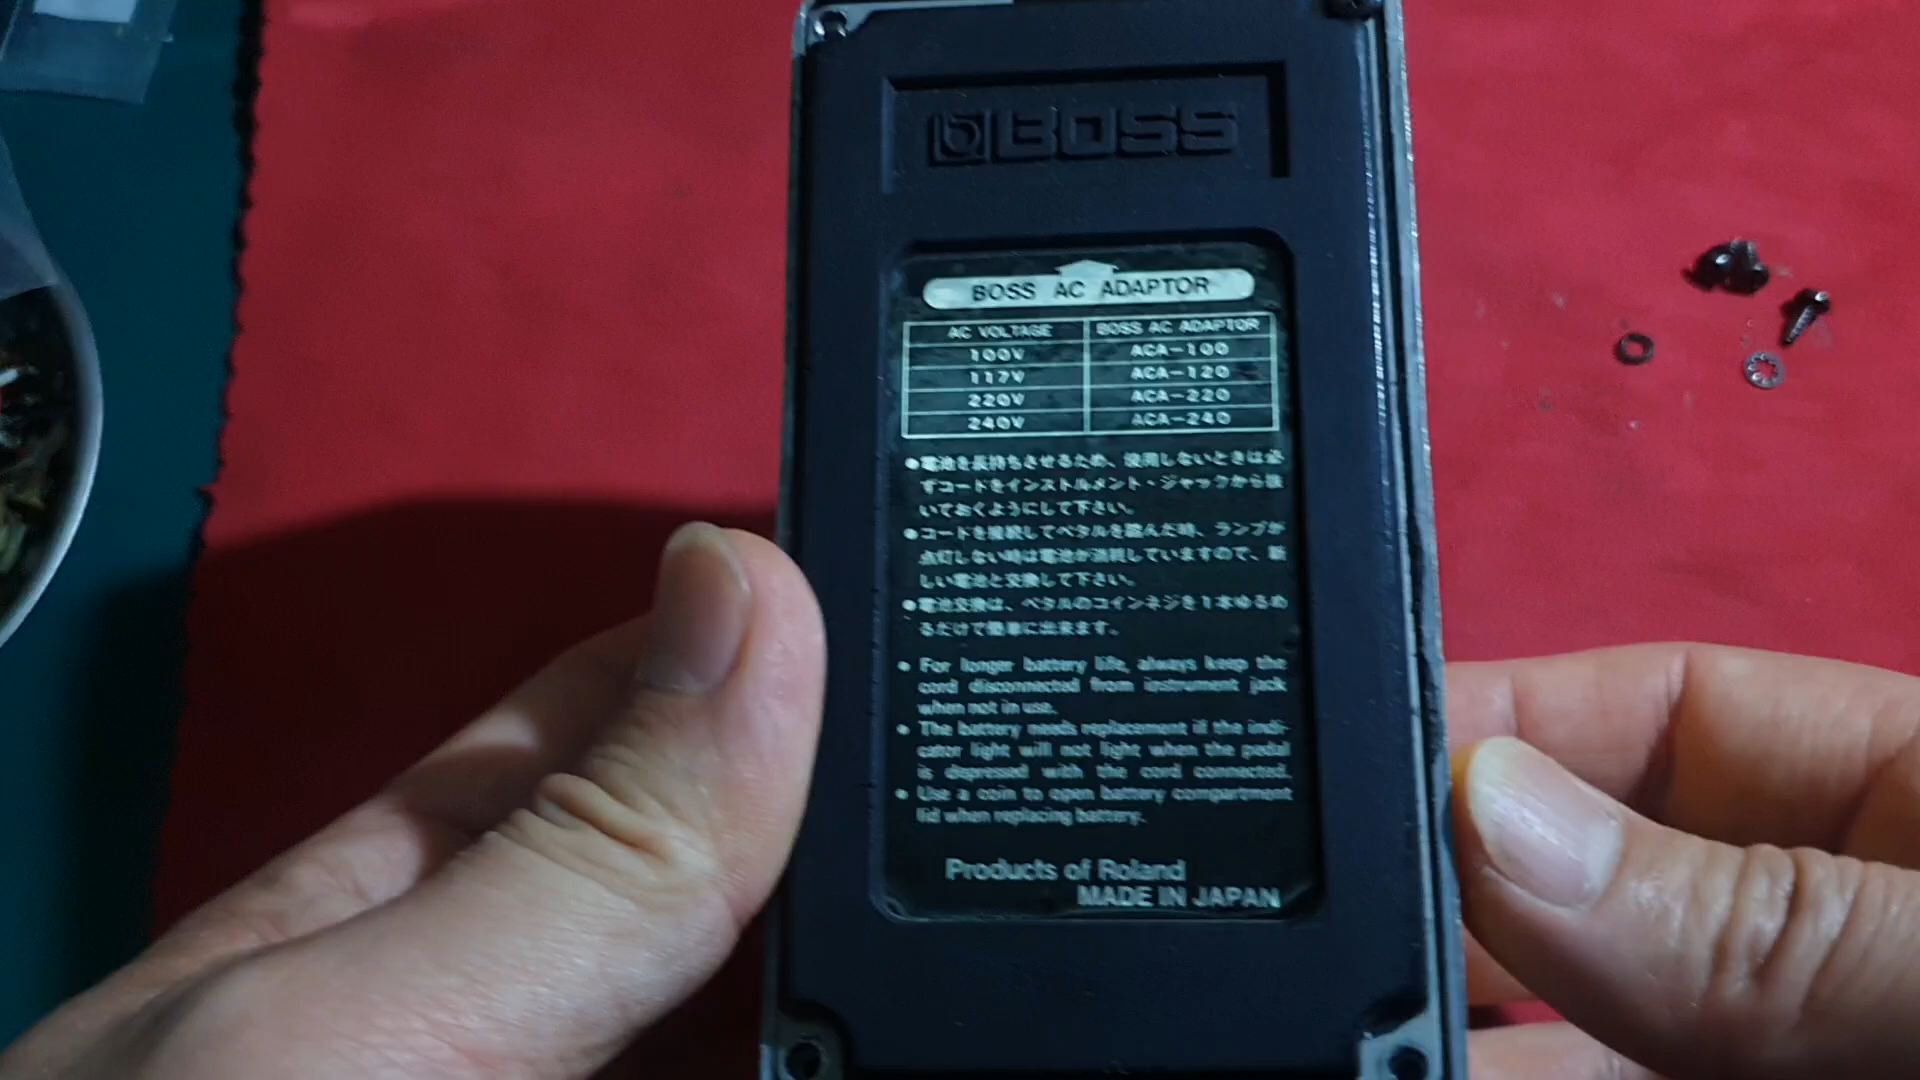 BOSS
BOSS AC ADAPTOR
AC VOLTAGE BOSS AC ADAPTOR
100V ACA-100
117V ACA-120
220V ACA-220
240V ACA-240
●電池を長持ちさせるため、使用しないときは必
ずコードをインストルメント・ジャックから抜
いておくようにして下さい。
●コードを接続してペタルを踏んだ時、ランプが
点灯しない時は電池が消耗していますので、新
しい電池と交換して下さい。
●電池交換は、ペタルのコインネジを1本ゆるめ
るだけで簡単に出来ます。
• For longer battery life, always keep the
cord disconnected from instrument jack
when not in use.
• The battery needs replacement if the indi-
cator light will not light when the pedal
is depressed with the cord connected.
• Use a coin to open battery compartment
lid when replacing battery.
Products of Roland
MADE IN JAPAN